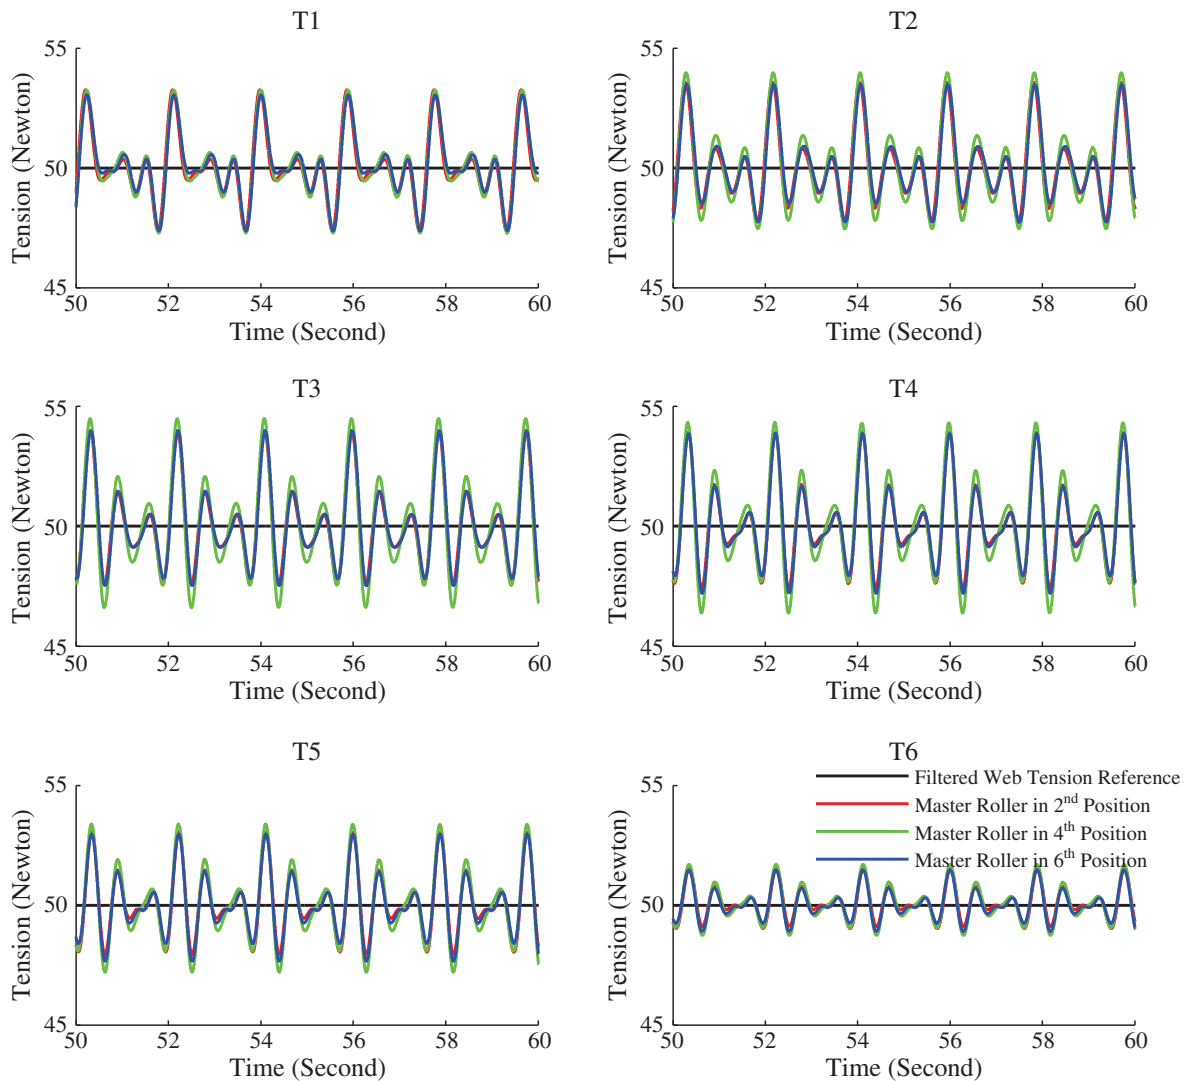 T1
55
50
45
Tension (Newton)
50 52 54 56 58 60
Time (Second)
T2
55
50
45
Tension (Newton)
50 52 54 56 58 60
Time (Second)
T3
55
50
45
Tension (Newton)
50 52 54 56 58 60
Time (Second)
T4
55
50
45
Tension (Newton)
50 52 54 56 58 60
Time (Second)
T5
55
50
45
Tension (Newton)
50 52 54 56 58 60
Time (Second)
T6
Filtered Web Tension Reference
Master Roller in 2nd Position
Master Roller in 4th Position
Master Roller in 6th Position
55
50
45
Tension (Newton)
50 52 54 56 58 60
Time (Second)